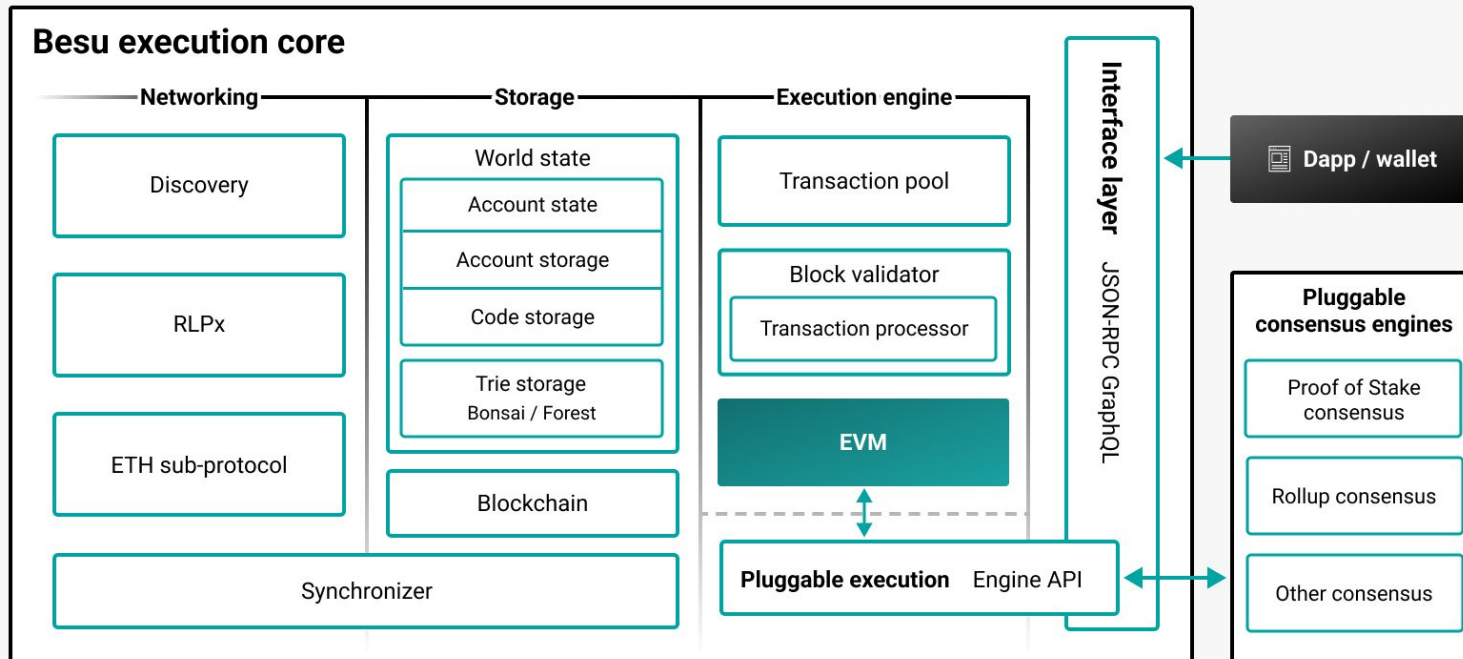 Besu execution core
Networking
Storage
Execution engine
Discovery
RLPx
ETH sub-protocol
World state
Account state
Account storage
Code storage
Trie storage
Bonsai / Forest
Blockchain
Synchronizer
Transaction pool
Block validator
Transaction processor
EVM
Pluggable execution Engine API
Interface layer JSON-RPC GraphQL
Dapp / wallet
Pluggable
consensus engines
Proof of Stake
consensus
Rollup consensus
Other consensus